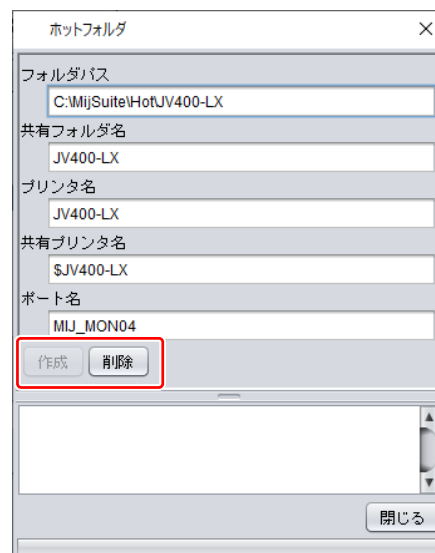 ホットフォルダ
フォルダパス
C:\MijSuite\Hot\JV400-LX
共有フォルダ名
JV400-LX
プリンタ名
JV400-LX
共有プリンタ名
$JV400-LX
ポート名
MIJ_MON04
作成 削除
閉じる